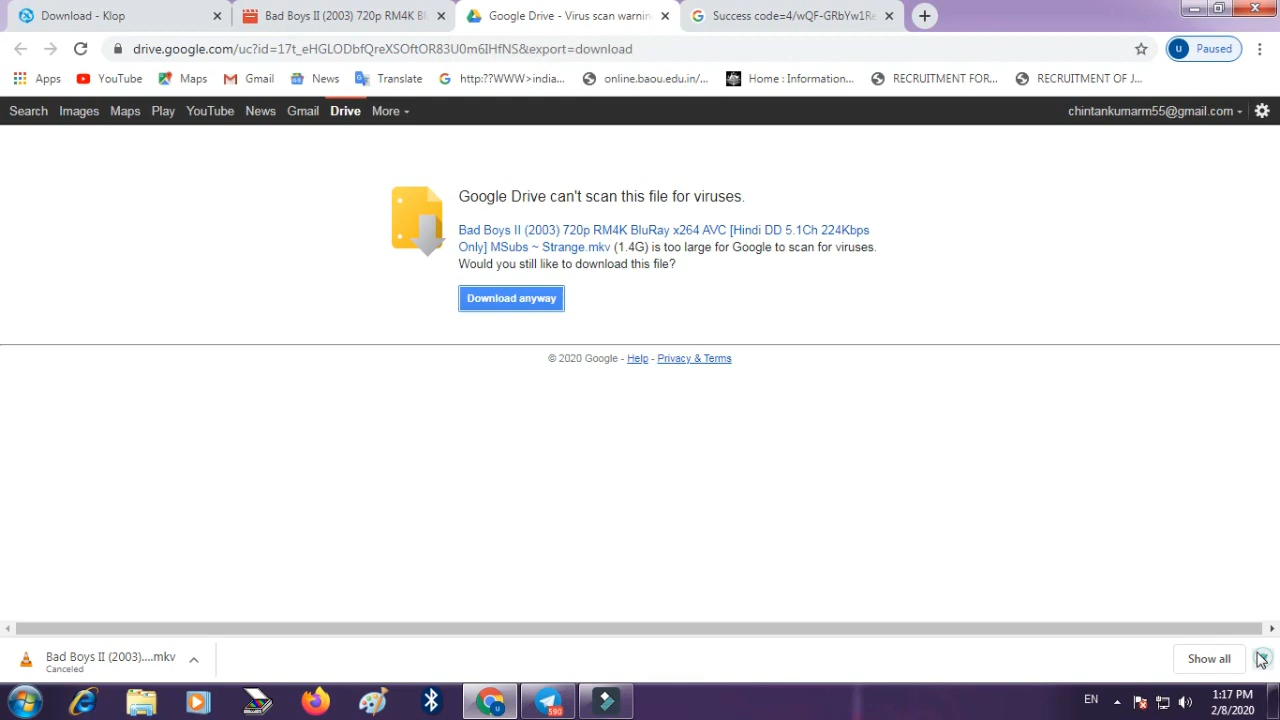 Download - Klop
Bad Boys II (2003) 720p RM4K Bl
Google Drive - Virus scan warnin
Success code=4/wQF-GRbYw1Re
drive.google.com/uc?id=17t_eHGLODbfQreXSOftOR83U0m6IHfNS&export=download
u
Paused
Apps
YouTube
Maps
Gmail
News
Translate
http:??WWW>india...
online.baou.edu.in/...
Home : Information...
RECRUITMENT FOR...
RECRUITMENT OF J...
Search Images Maps Play YouTube News Gmail Drive More
chintankumarm55@gmail.com
Google Drive can't scan this file for viruses.
Bad Boys II (2003) 720p RM4K BluRay x264 AVC [Hindi DD 5.1Ch 224Kbps
Only] MSubs ~ Strange.mkv (1.4G) is too large for Google to scan for viruses.
Would you still like to download this file?
Download anyway
© 2020 Google - Help - Privacy & Terms
Bad Boys II (2003)....mkv
Canceled
Show all
590
EN
1:17 PM
2/8/2020